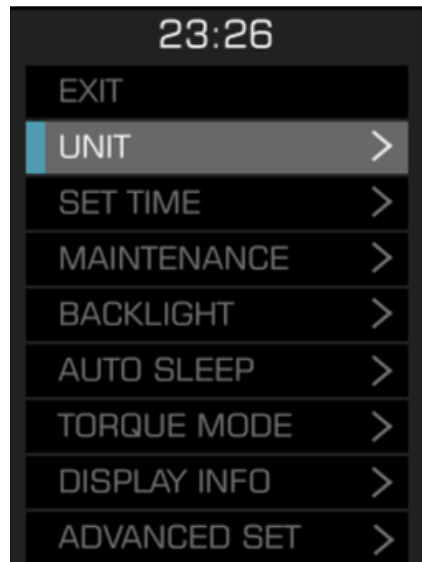 23:26
EXIT
UNIT
SET TIME
MAINTENANCE
BACKLIGHT
AUTO SLEEP
TORQUE MODE
DISPLAY INFO
ADVANCED SET